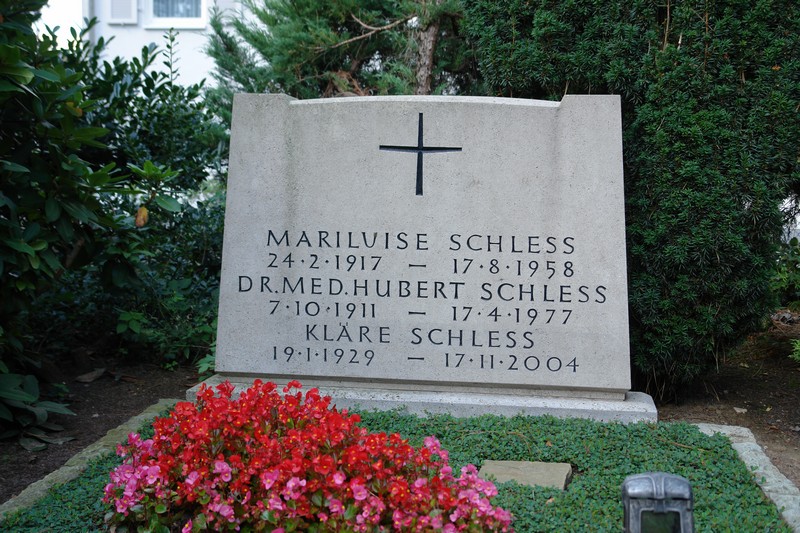 MARILUISE SCHLESS
24·2·1917 — 17·8·1958
DR.MED.HUBERT SCHLESS
7·10·1911 — 17·4·1977
KLÄRE SCHLESS
19·1·1929 — 17·11·2004